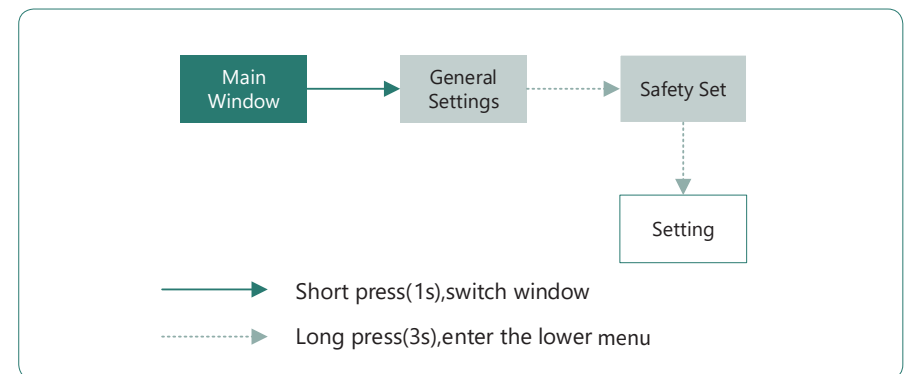 Main
Window
General
Settings
Safety Set
Setting
Short press(1s),switch window
Long press(3s),enter the lower menu